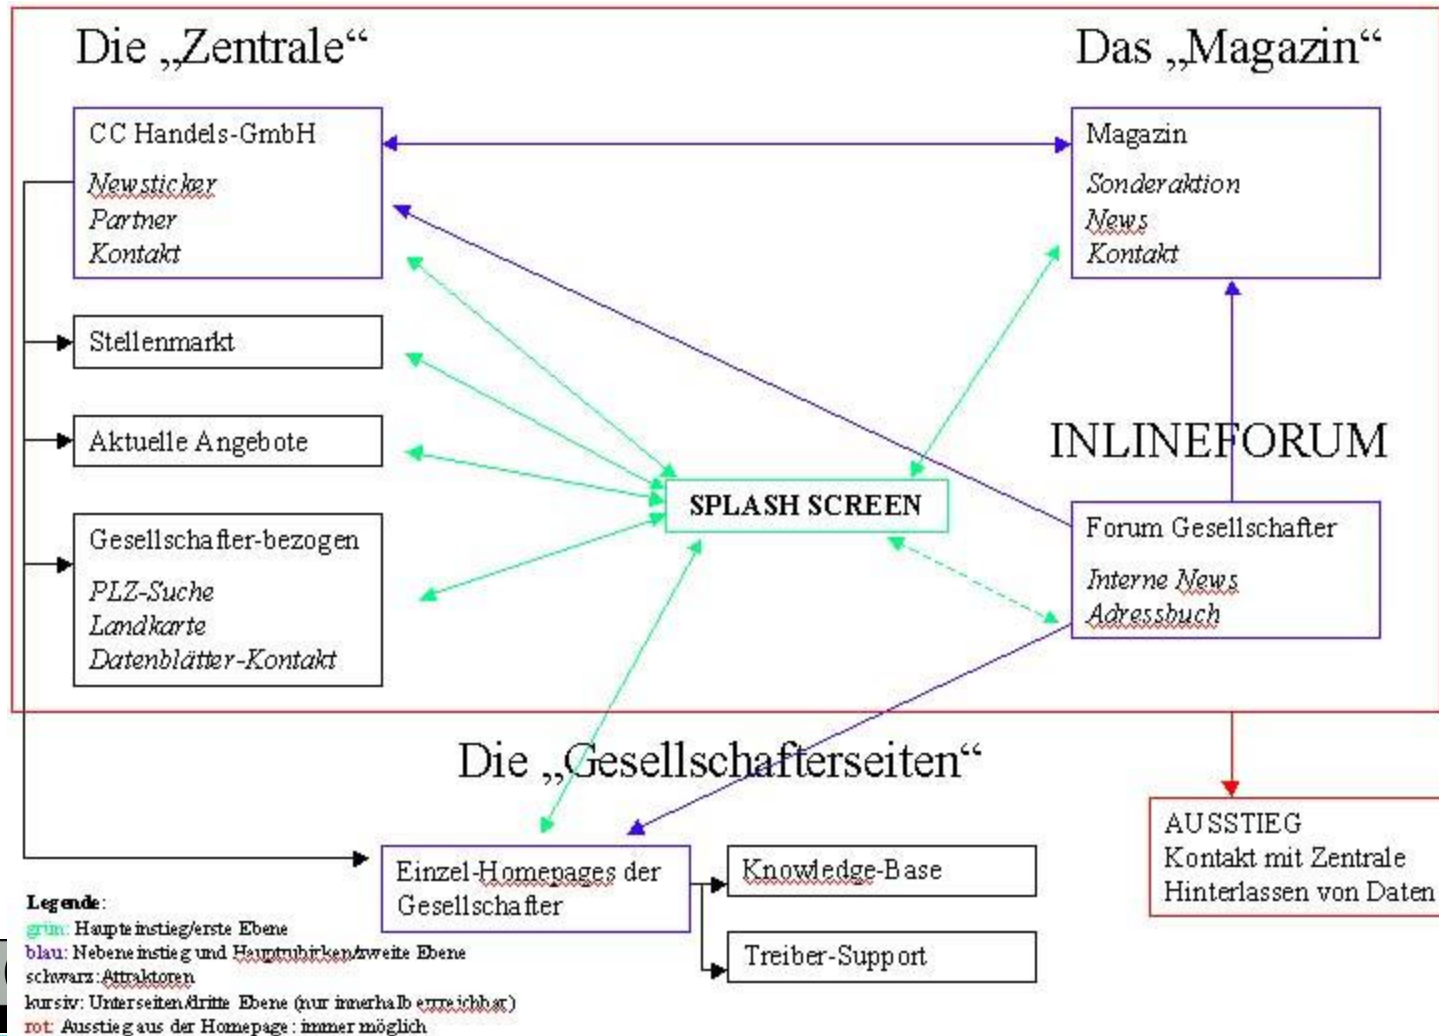 Die „Zentrale“
Das „Magazin“
CC Handels-GmbH
Newsticker
Partner
Kontakt
Magazin
Sonderaktion
News
Kontakt
Stellenmarkt
Aktuelle Angebote
INLINEFORUM
SPLASH SCREEN
Gesellschafter-bezogen
PLZ-Suche
Landkarte
Datenblätter-Kontakt
Forum Gesellschafter
Interne News
Adressbuch
Die „Gesellschafterseiten“
Einzel-Homepages der
Gesellschafter
Knowledge-Base
Treiber-Support
AUSSTIEG
Kontakt mit Zentrale
Hinterlassen von Daten
Legende:
grün: Haupteinstieg/erste Ebene
blau: Nebeneinstieg und Hauptrubirken/zweite Ebene
schwarz: Attraktoren
kursiv: Unterseiten/dritte Ebene (nur innerhalb erreichbar)
rot: Ausstieg aus der Homepage: immer möglich